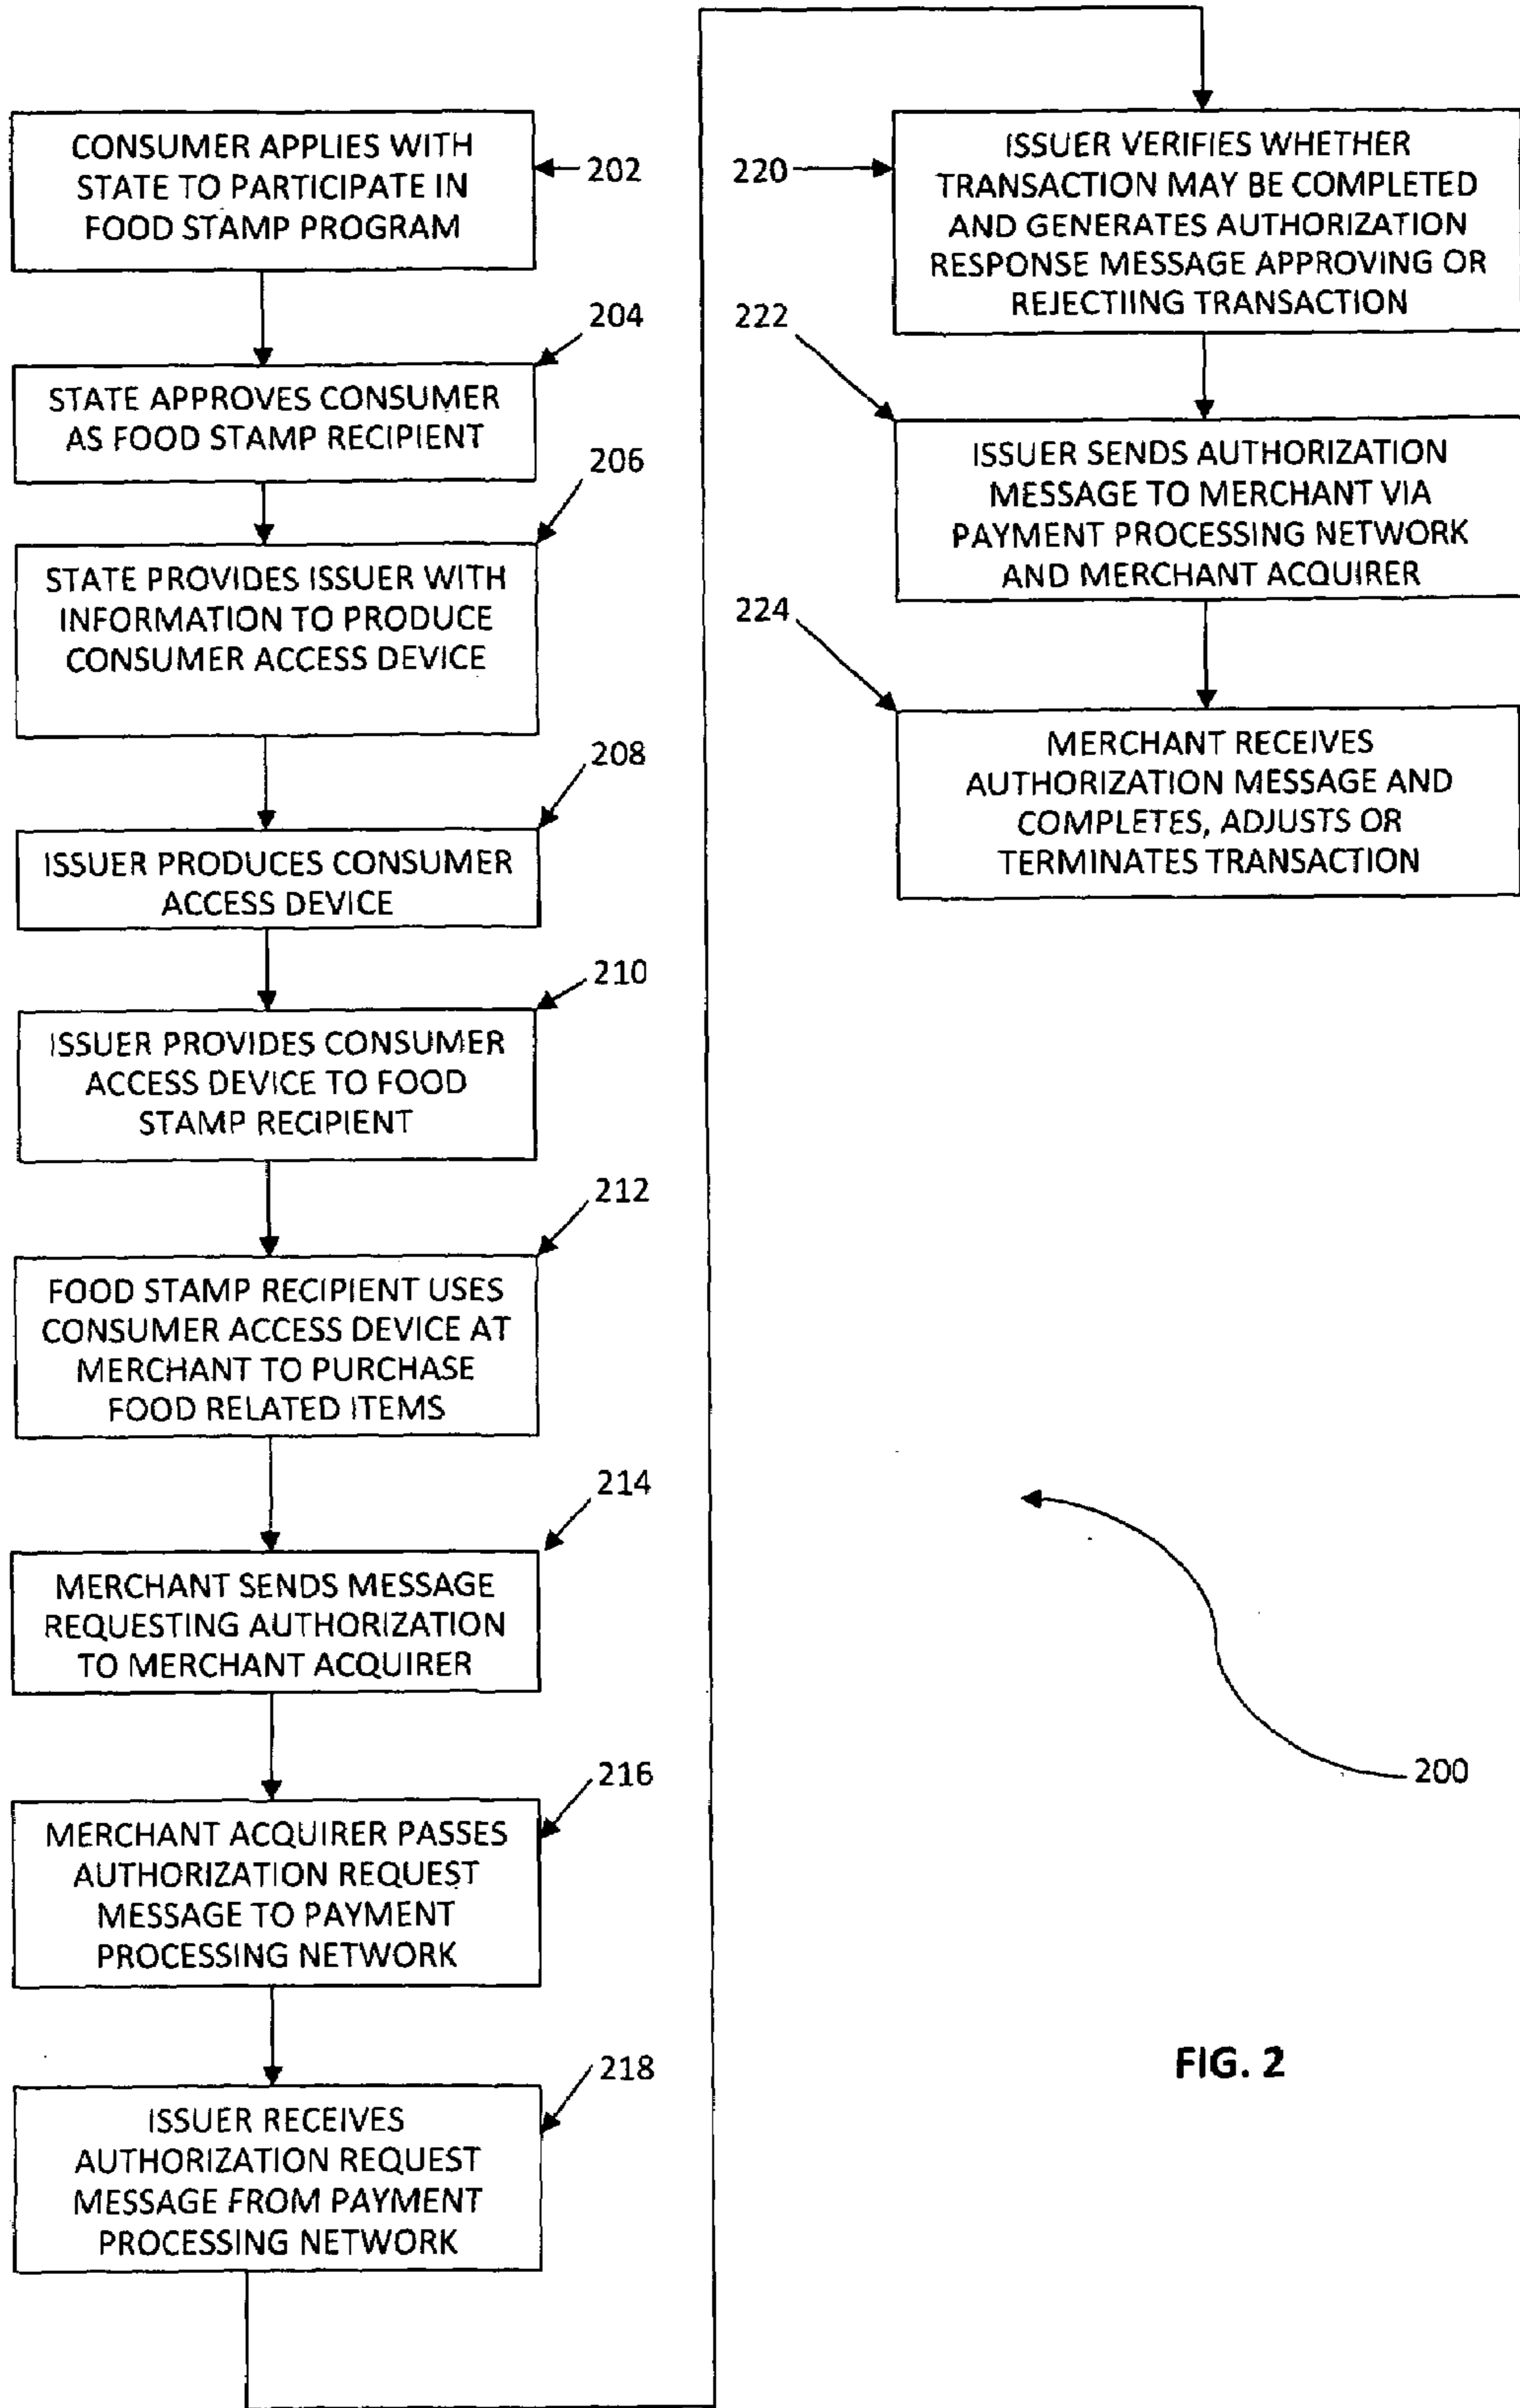 CONSUMER APPLIES WITH
STATE TO PARTICIPATE IN
FOOD STAMP PROGRAM
202
204
STATE APPROVES CONSUMER
AS FOOD STAMP RECIPIENT
206
STATE PROVIDES ISSUER WITH
INFORMATION TO PRODUCE
CONSUMER ACCESS DEVICE
208
ISSUER PRODUCES CONSUMER
ACCESS DEVICE
210
ISSUER PROVIDES CONSUMER
ACCESS DEVICE TO FOOD
STAMP RECIPIENT
212
FOOD STAMP RECIPIENT USES
CONSUMER ACCESS DEVICE AT
MERCHANT TO PURCHASE
FOOD RELATED ITEMS
214
MERCHANT SENDS MESSAGE
REQUESTING AUTHORIZATION
TO MERCHANT ACQUIRER
216
MERCHANT ACQUIRER PASSES
AUTHORIZATION REQUEST
MESSAGE TO PAYMENT
PROCESSING NETWORK
218
ISSUER RECEIVES
AUTHORIZATION REQUEST
MESSAGE FROM PAYMENT
PROCESSING NETWORK
220
ISSUER VERIFIES WHETHER
TRANSACTION MAY BE COMPLETED
AND GENERATES AUTHORIZATION
RESPONSE MESSAGE APPROVING OR
REJECTIING TRANSACTION
222
ISSUER SENDS AUTHORIZATION
MESSAGE TO MERCHANT VIA
PAYMENT PROCESSING NETWORK
AND MERCHANT ACQUIRER
224
MERCHANT RECEIVES
AUTHORIZATION MESSAGE AND
COMPLETES, ADJUSTS OR
TERMINATES TRANSACTION
200
FIG. 2